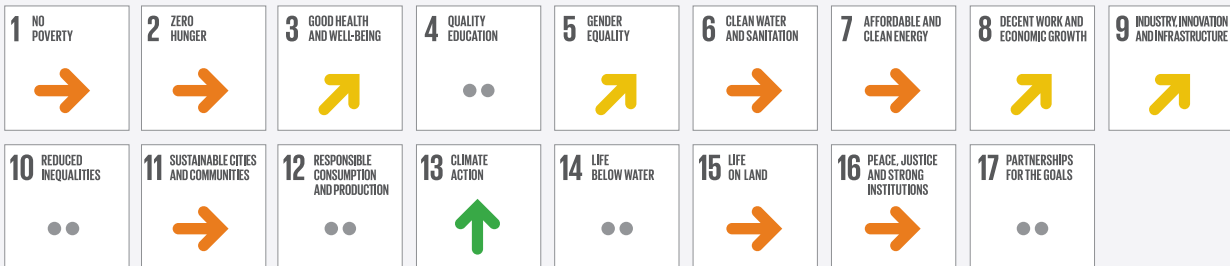 1 NO
POVERTY
2 ZERO
HUNGER
3 GOOD HEALTH
AND WELL-BEING
4 QUALITY
EDUCATION
5 GENDER
EQUALITY
6 CLEAN WATER
AND SANITATION
7 AFFORDABLE AND
CLEAN ENERGY
8 DECENT WORK AND
ECONOMIC GROWTH
9 INDUSTRY, INNOVATION
AND INFRASTRUCTURE
10 REDUCED
INEQUALITIES
11 SUSTAINABLE CITIES
AND COMMUNITIES
12 RESPONSIBLE
CONSUMPTION
AND PRODUCTION
13 CLIMATE
ACTION
14 LIFE
BELOW WATER
15 LIFE
ON LAND
16 PEACE, JUSTICE
AND STRONG
INSTITUTIONS
17 PARTNERSHIPS
FOR THE GOALS